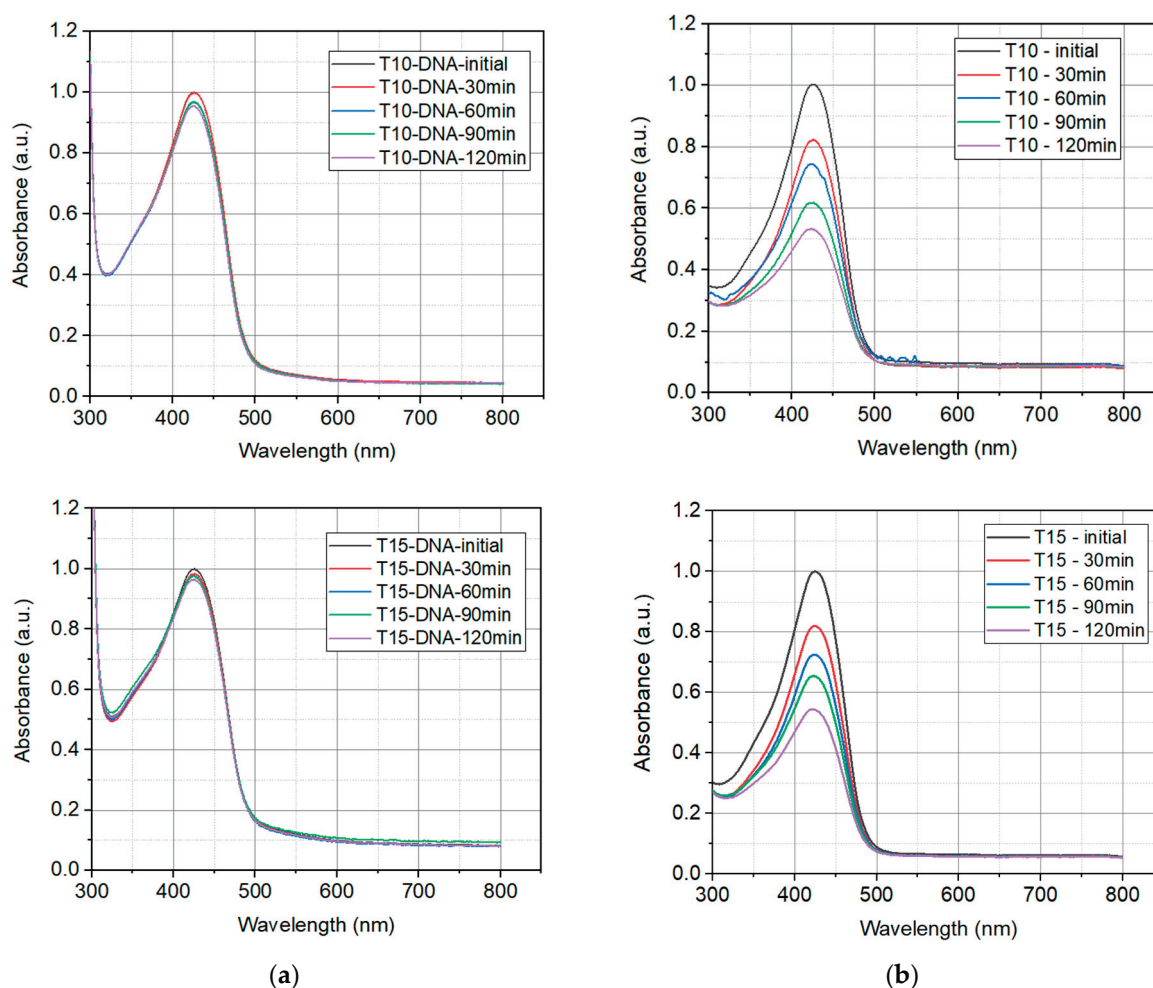 1.2
1.0
0.8
0.6
0.4
0.2
0.0
Absorbance (a.u.)
T10-DNA-initial
T10-DNA-30min
T10-DNA-60min
T10-DNA-90min
T10-DNA-120min
300 400 500 600 700 800
Wavelength (nm)
1.2
1.0
0.8
0.6
0.4
0.2
0.0
Absorbance (a.u.)
T10 - initial
T10 - 30min
T10 - 60min
T10 - 90min
T10 - 120min
300 400 500 600 700 800
Wavelength (nm)
1.2
1.0
0.8
0.6
0.4
0.2
0.0
Absorbance (a.u.)
T15-DNA-initial
T15-DNA-30min
T15-DNA-60min
T15-DNA-90min
T15-DNA-120min
300 400 500 600 700 800
Wavelength (nm)
1.2
1.0
0.8
0.6
0.4
0.2
0.0
Absorbance (a.u.)
T15 - initial
T15 - 30min
T15 - 60min
T15 - 90min
T15 - 120min
300 400 500 600 700 800
Wavelength (nm)
(a)
(b)